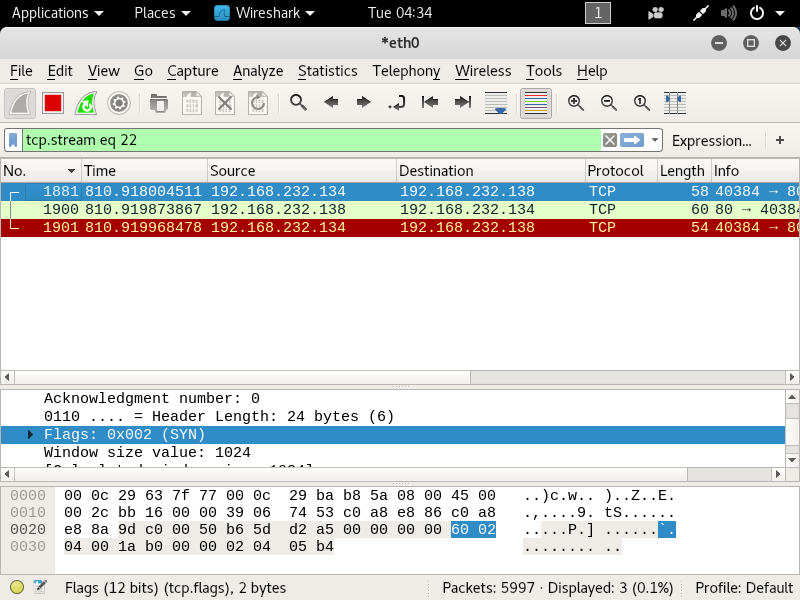 Applications Places Wireshark Tue 04:34 1
*eth0
File Edit View Go Capture Analyze Statistics Telephony Wireless Tools Help
tcp.stream eq 22 Expression... +
No. Time Source Destination Protocol Length Info
1881 810.918004511 192.168.232.134 192.168.232.138 TCP 58 40384 → 80
1900 810.919873867 192.168.232.138 192.168.232.134 TCP 60 80 → 40384
1901 810.919968478 192.168.232.134 192.168.232.138 TCP 54 40384 → 80
Acknowledgment number: 0
0110 .... = Header Length: 24 bytes (6)
Flags: 0x002 (SYN)
Window size value: 1024
0000 00 0c 29 63 7f 77 00 0c 29 ba b8 5a 08 00 45 00 ..)c.w.. )..Z..E.
0010 00 2c bb 16 00 00 39 06 74 53 c0 a8 e8 86 c0 a8 .,....9. tS......
0020 e8 8a 9d c0 00 50 b6 5d d2 a5 00 00 00 00 60 02 .....P.] ......`.
0030 04 00 1a b0 00 00 02 04 05 b4 ........ ..
Flags (12 bits) (tcp.flags), 2 bytes Packets: 5997 · Displayed: 3 (0.1%) Profile: Default